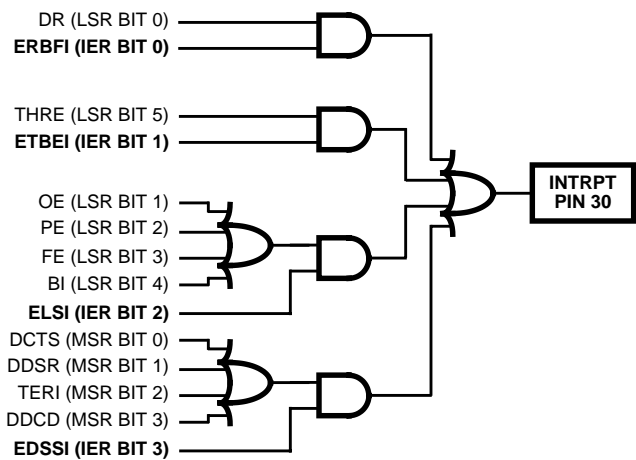 DR (LSR BIT 0)
ERBFI (IER BIT 0)
THRE (LSR BIT 5)
ETBEI (IER BIT 1)
OE (LSR BIT 1)
PE (LSR BIT 2)
FE (LSR BIT 3)
BI (LSR BIT 4)
ELSI (IER BIT 2)
DCTS (MSR BIT 0)
DDSR (MSR BIT 1)
TERI (MSR BIT 2)
DDCD (MSR BIT 3)
EDSSI (IER BIT 3)
INTRPT
PIN 30